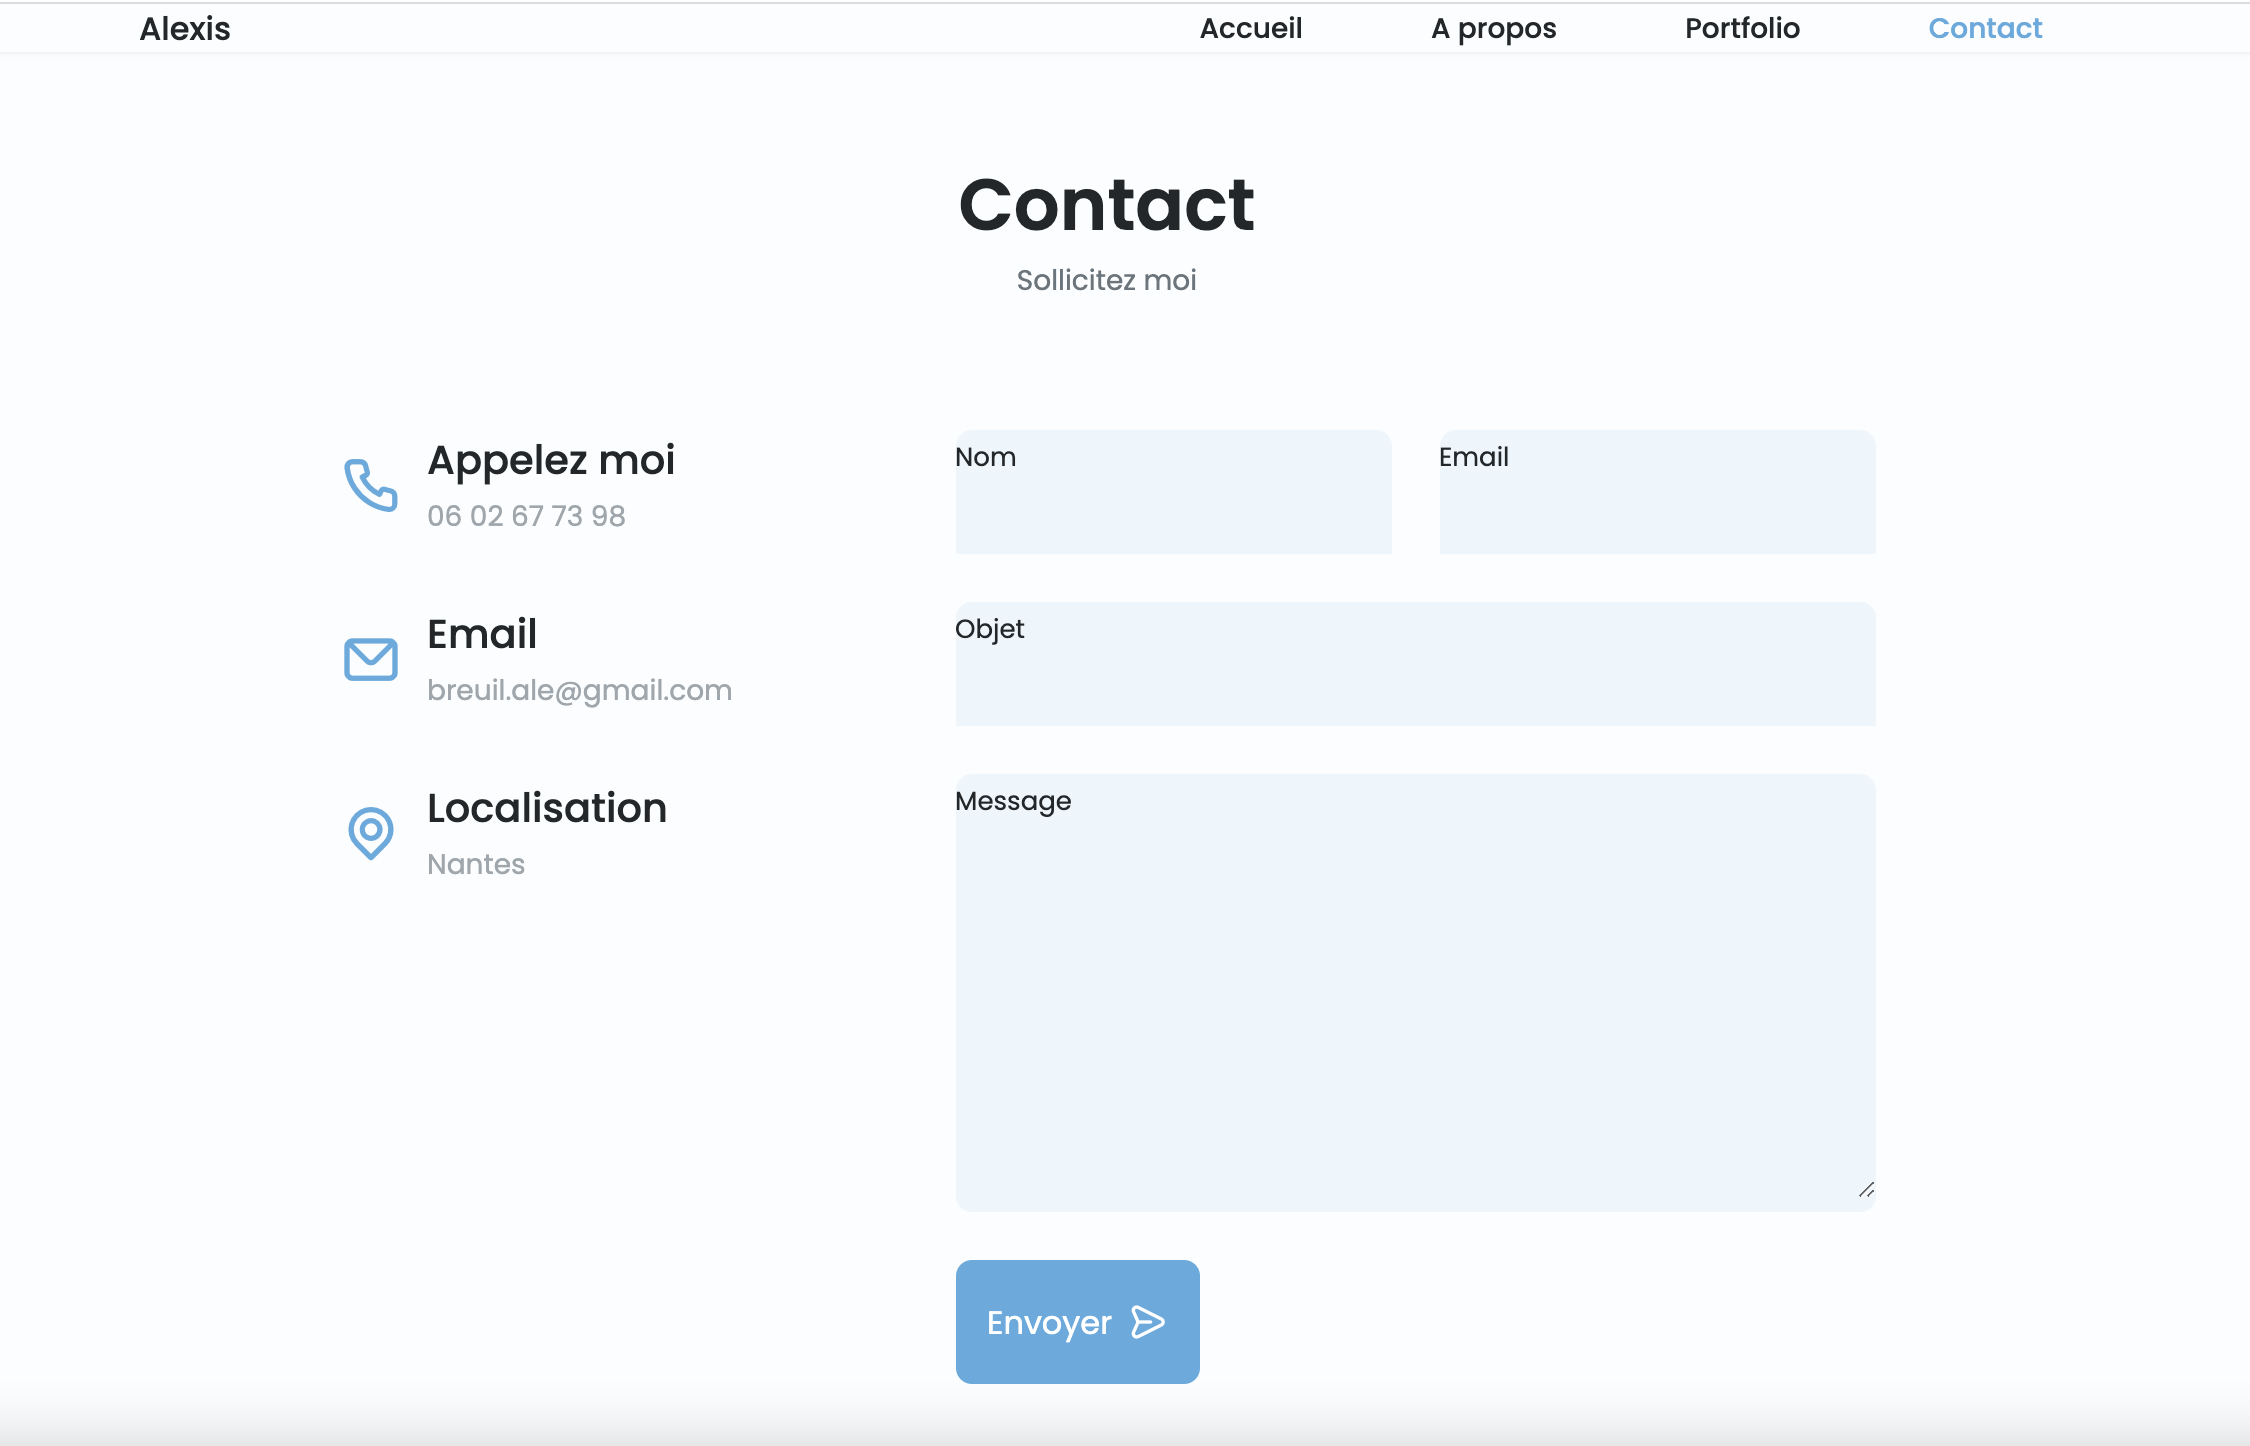 Alexis
Accueil
A propos
Portfolio
Contact
Contact
Sollicitez moi
Appelez moi
06 02 67 73 98
Email
breuil.ale@gmail.com
Localisation
Nantes
Nom
Email
Objet
Message
Envoyer